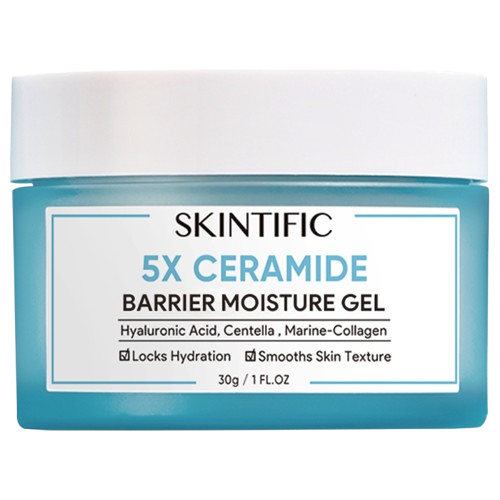 SKINTIFIC
5X CERAMIDE
BARRIER MOISTURE GEL
Hyaluronic Acid, Centella , Marine-Collagen
☑Locks Hydration ☑Smooths Skin Texture
30g / 1 FL.OZ